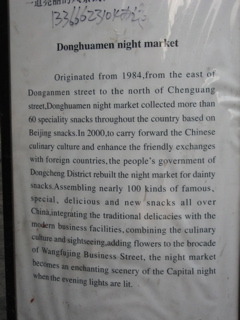 Donghuamen night market
Originated from 1984,from the east of
Donganmen street to the north of Chenguang
street,Donghuamen night market collected more than
60 speciality snacks throughout the country based on
Beijing snacks.In 2000,to carry forward the Chinese
culinary culture and enhance the friendly exchanges
with foreign countries,the people's government of
Dongcheng District rebuilt the night market for dainty
snacks.Assembling nearly 100 kinds of famous,
special, delicious and new snacks all over
China,integrating the traditional delicacies with the
modern business facilities,combining the culinary
culture and sightseeing,adding flowers to the brocade
of Wangfujing Business Street, the night market
becomes an enchanting scenery of the Capital night
when the evening lights are lit.